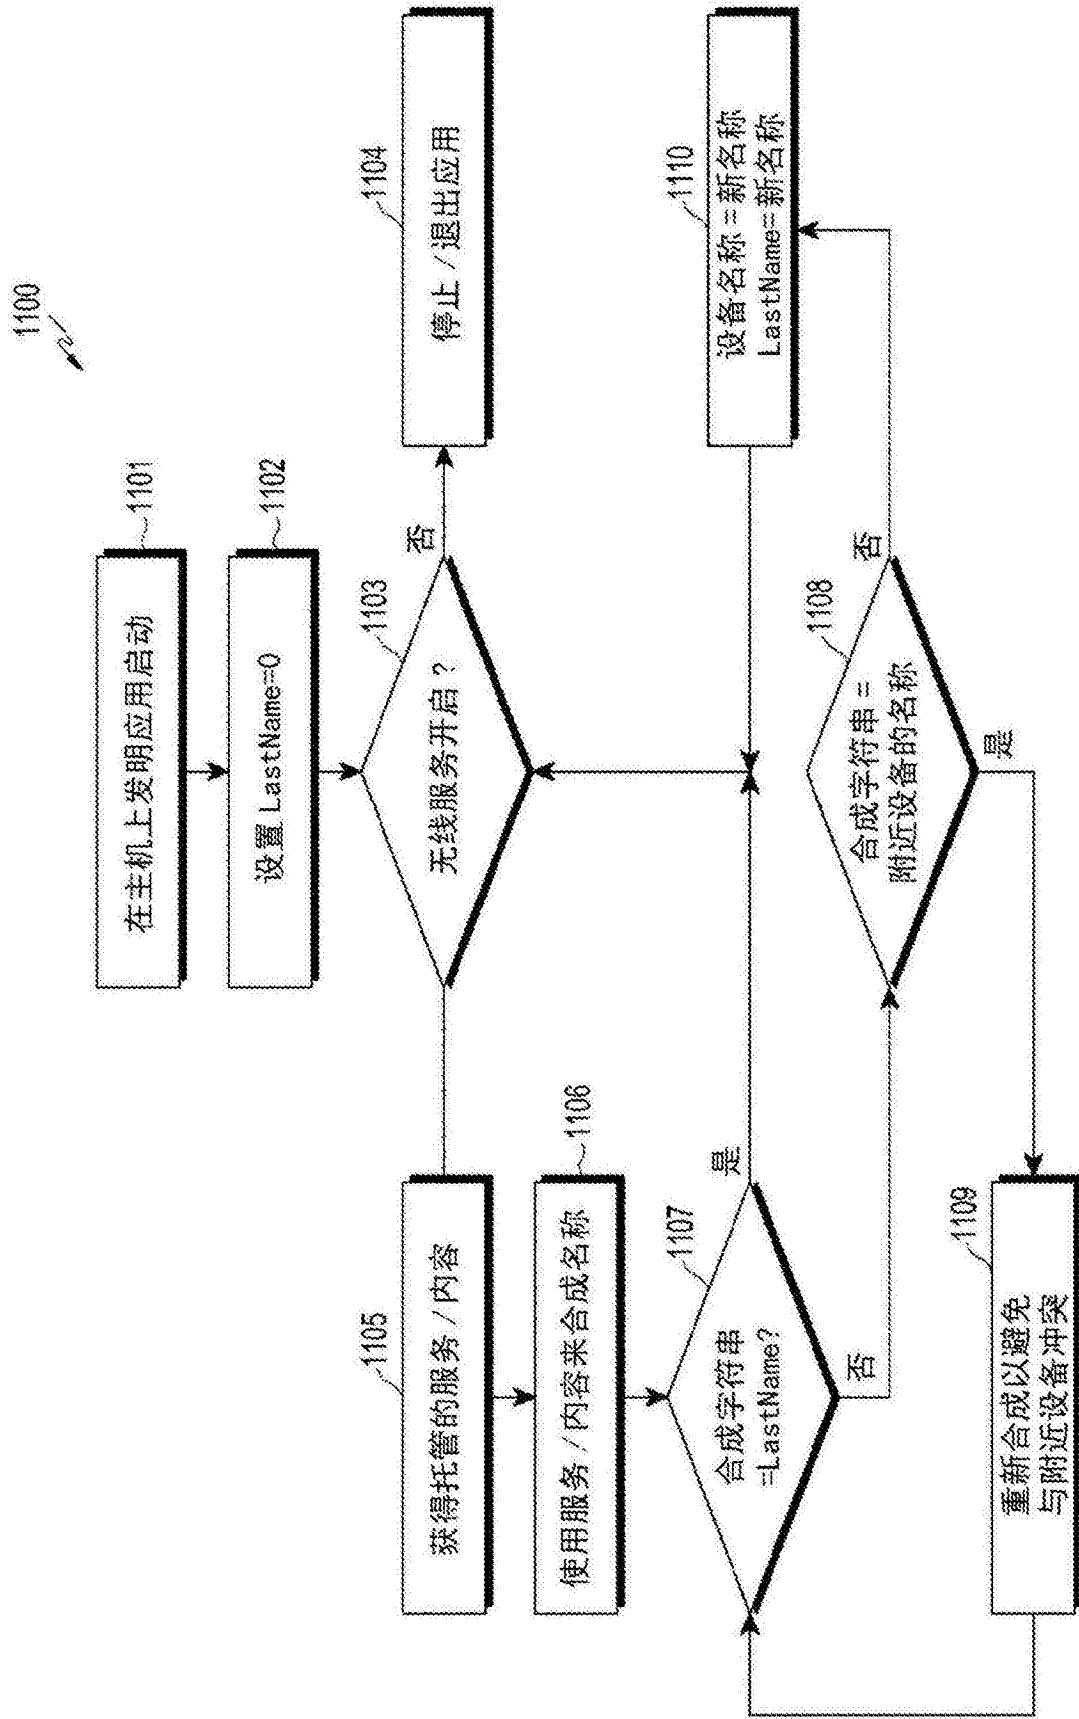 1100
在主机上发明应用启动
1101
设置 LastName=0
1102
无线服务开启?
1103
否
停止/退出应用
1104
获得托管的服务/内容
1105
使用服务/内容来合成名称
1106
合成字符串
=LastName?
1107
是
否
合成字符串=
附近设备的名称
1108
否
是
重新合成以避免
与附近设备冲突
1109
设备名称=新名称
LastName=新名称
1110